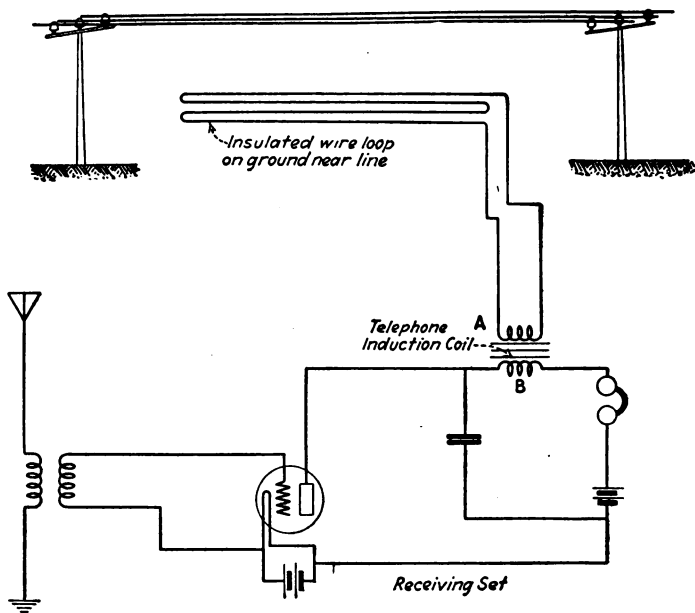 Insulated wire loop
on ground near line
A
Telephone
Induction Coil
B
Receiving Set